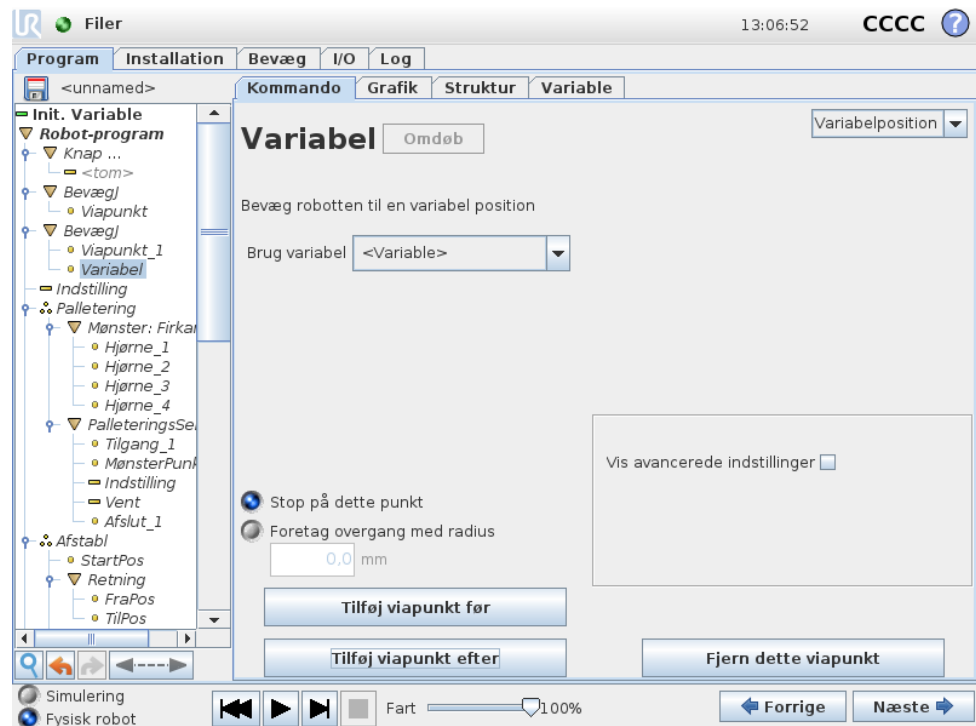 UR Filer 13:06:52 CCCC ?
Program Installation Bevæg I/O Log
<unnamed>
Kommando Grafik Struktur Variable
Init. Variable
Robot-program
Knap ...
<tom>
BevægJ
Viapunkt
BevægJ
Viapunkt_1
Variabel
Indstilling
Palletering
Mønster: Firkan
Hjørne_1
Hjørne_2
Hjørne_3
Hjørne_4
PalleteringsSe
Tilgang_1
MønsterPunk
Indstilling
Vent
Afslut_1
Afstabl
StartPos
Retning
FraPos
TilPos
Variabel Omdøb
Variabelposition
Bevæg robotten til en variabel position
Brug variabel <Variable>
Vis avancerede indstillinger
Stop på dette punkt
Foretag overgang med radius
0,0 mm
Tilføj viapunkt før
Tilføj viapunkt efter
Fjern dette viapunkt
Simulering
Fysisk robot
Fart 100%
Forrige
Næste